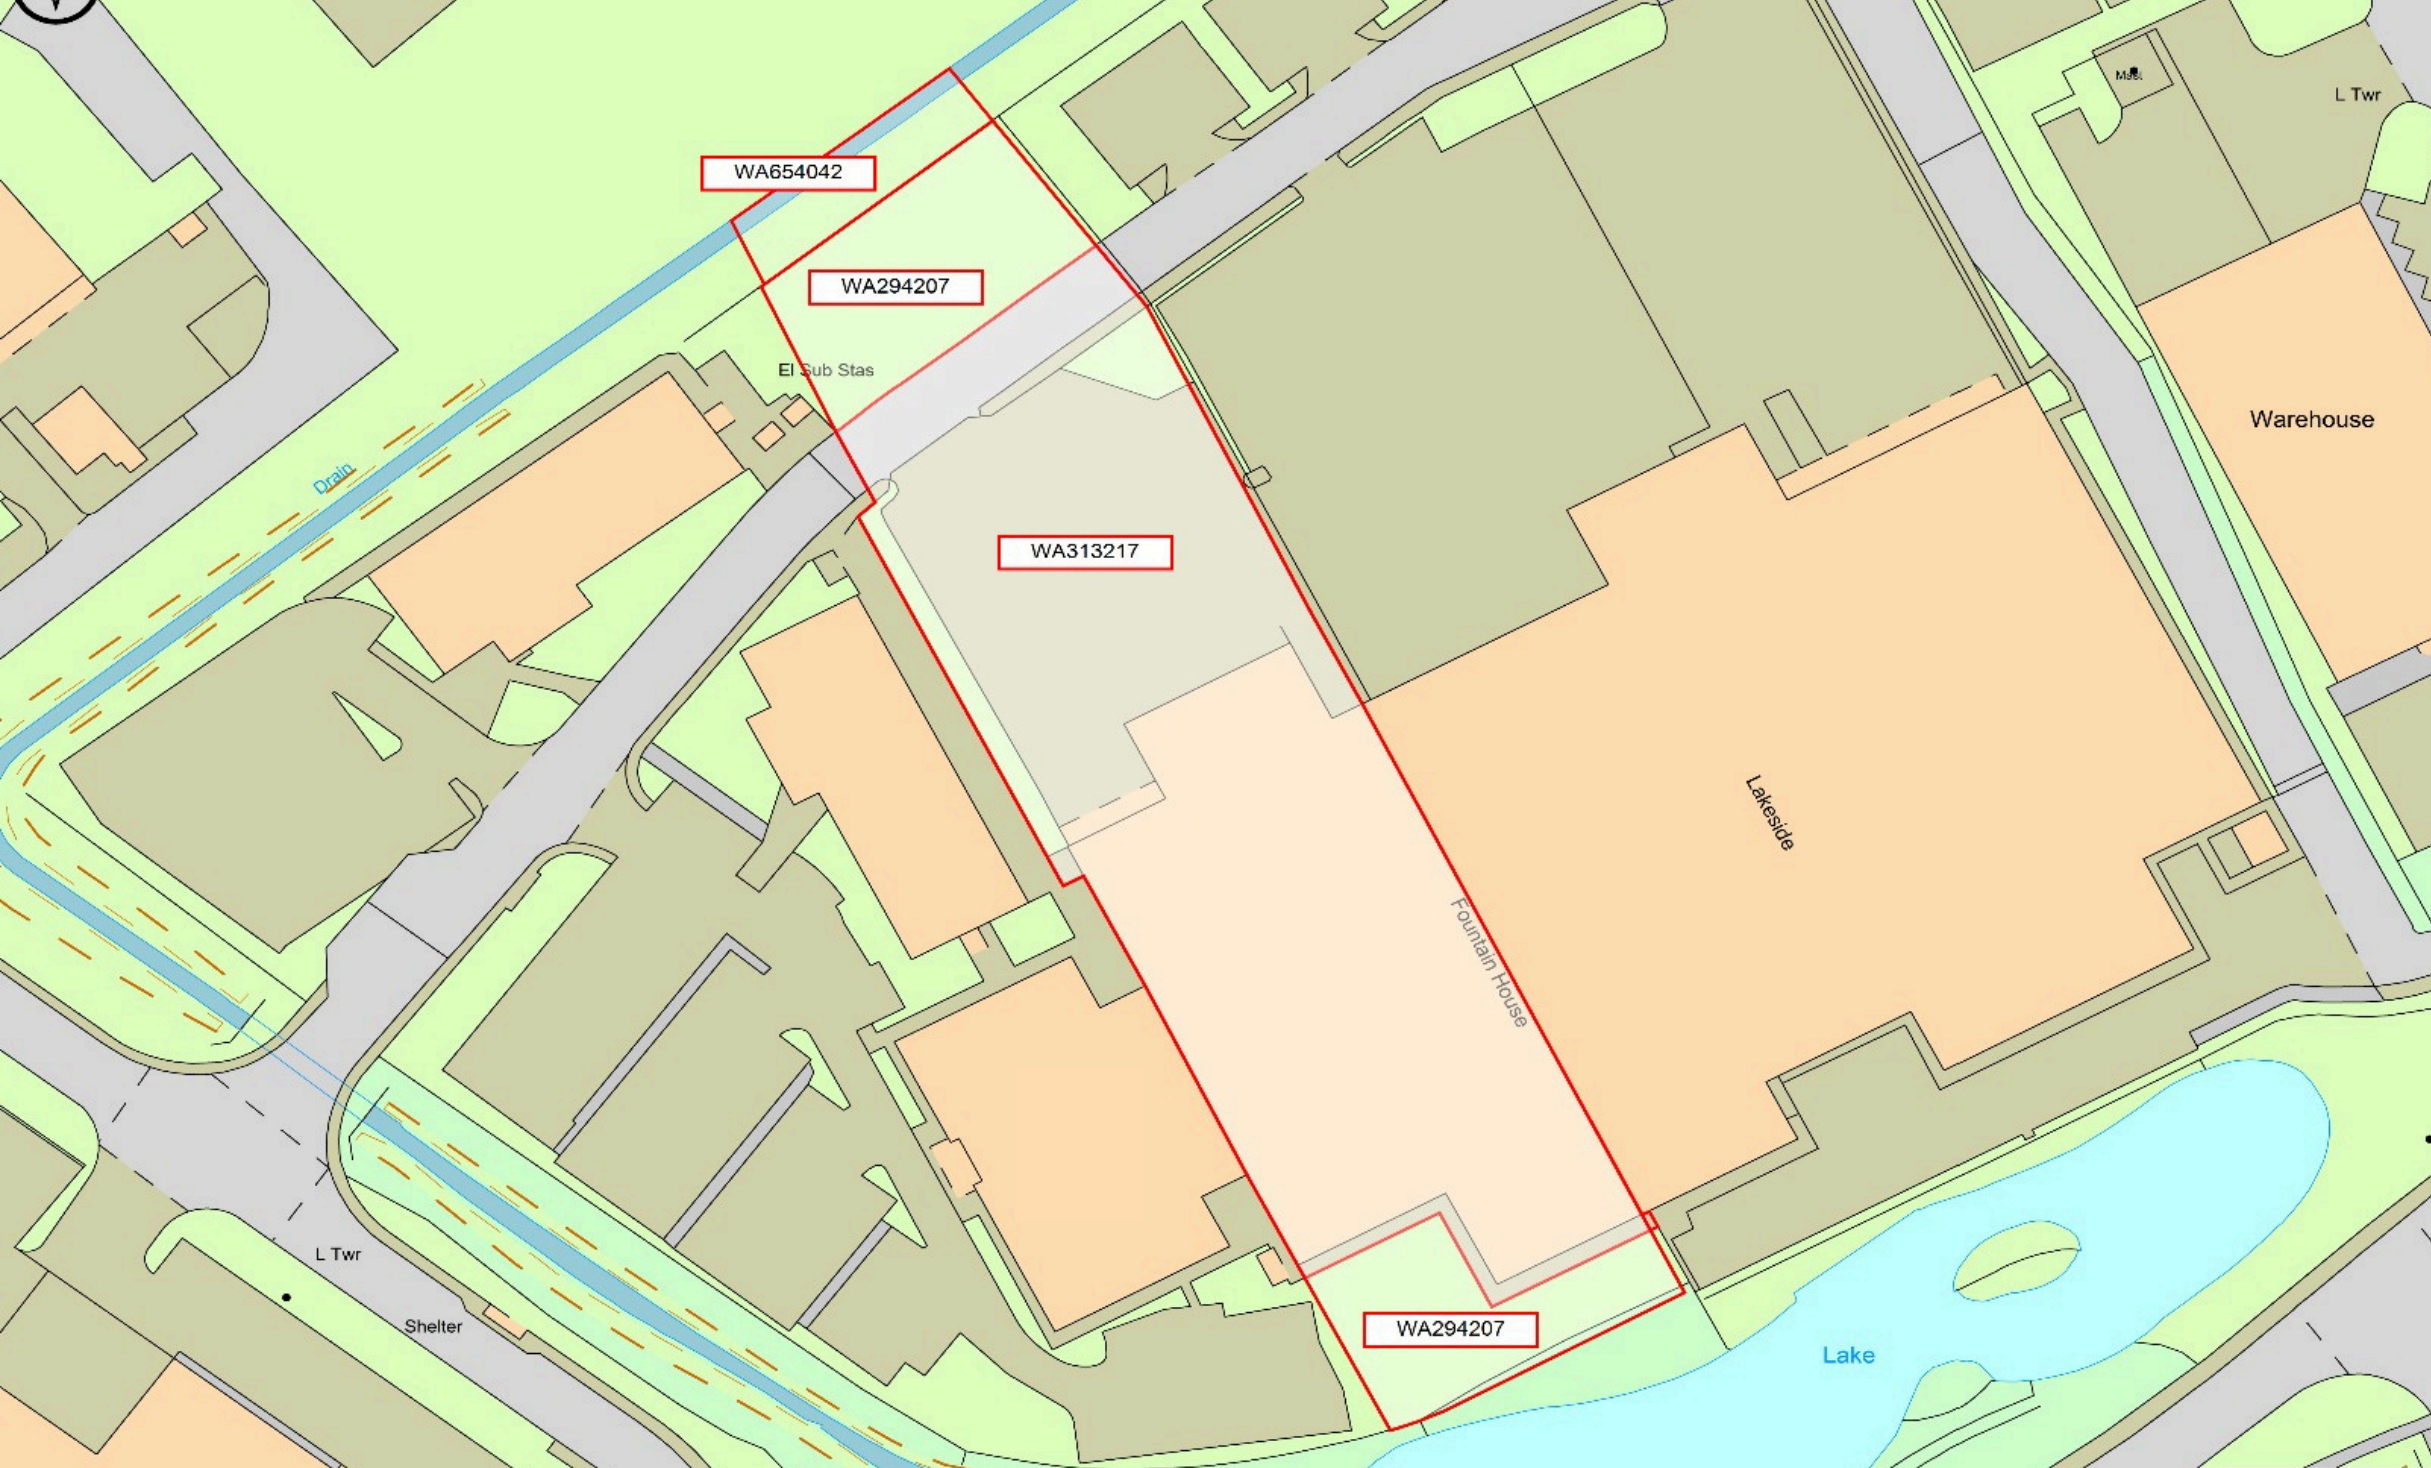 Mast
L Twr
WA654042
WA294207
El Sub Stas
Warehouse
Drain
WA313217
Lakeside
Fountain House
L Twr
Shelter
WA294207
Lake